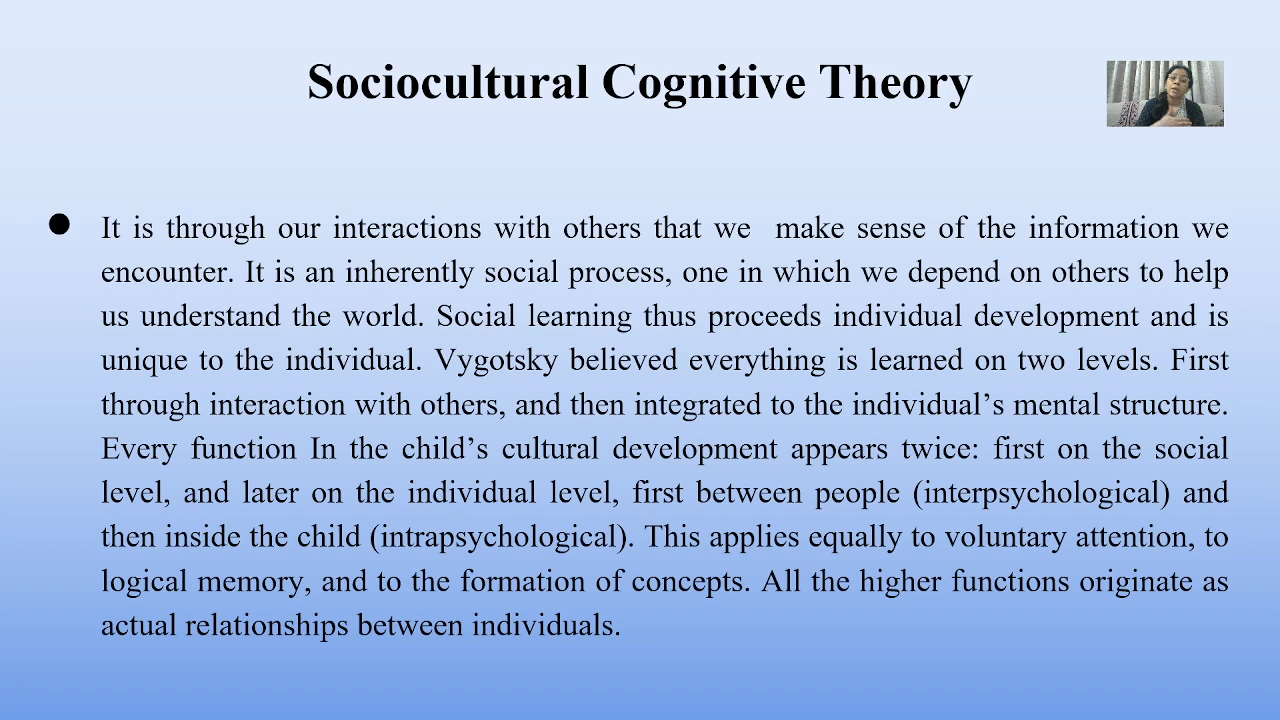 Sociocultural Cognitive Theory
● It is through our interactions with others that we make sense of the information we
encounter. It is an inherently social process, one in which we depend on others to help
us understand the world. Social learning thus proceeds individual development and is
unique to the individual. Vygotsky believed everything is learned on two levels. First
through interaction with others, and then integrated to the individual’s mental structure.
Every function In the child’s cultural development appears twice: first on the social
level, and later on the individual level, first between people (interpsychological) and
then inside the child (intrapsychological). This applies equally to voluntary attention, to
logical memory, and to the formation of concepts. All the higher functions originate as
actual relationships between individuals.